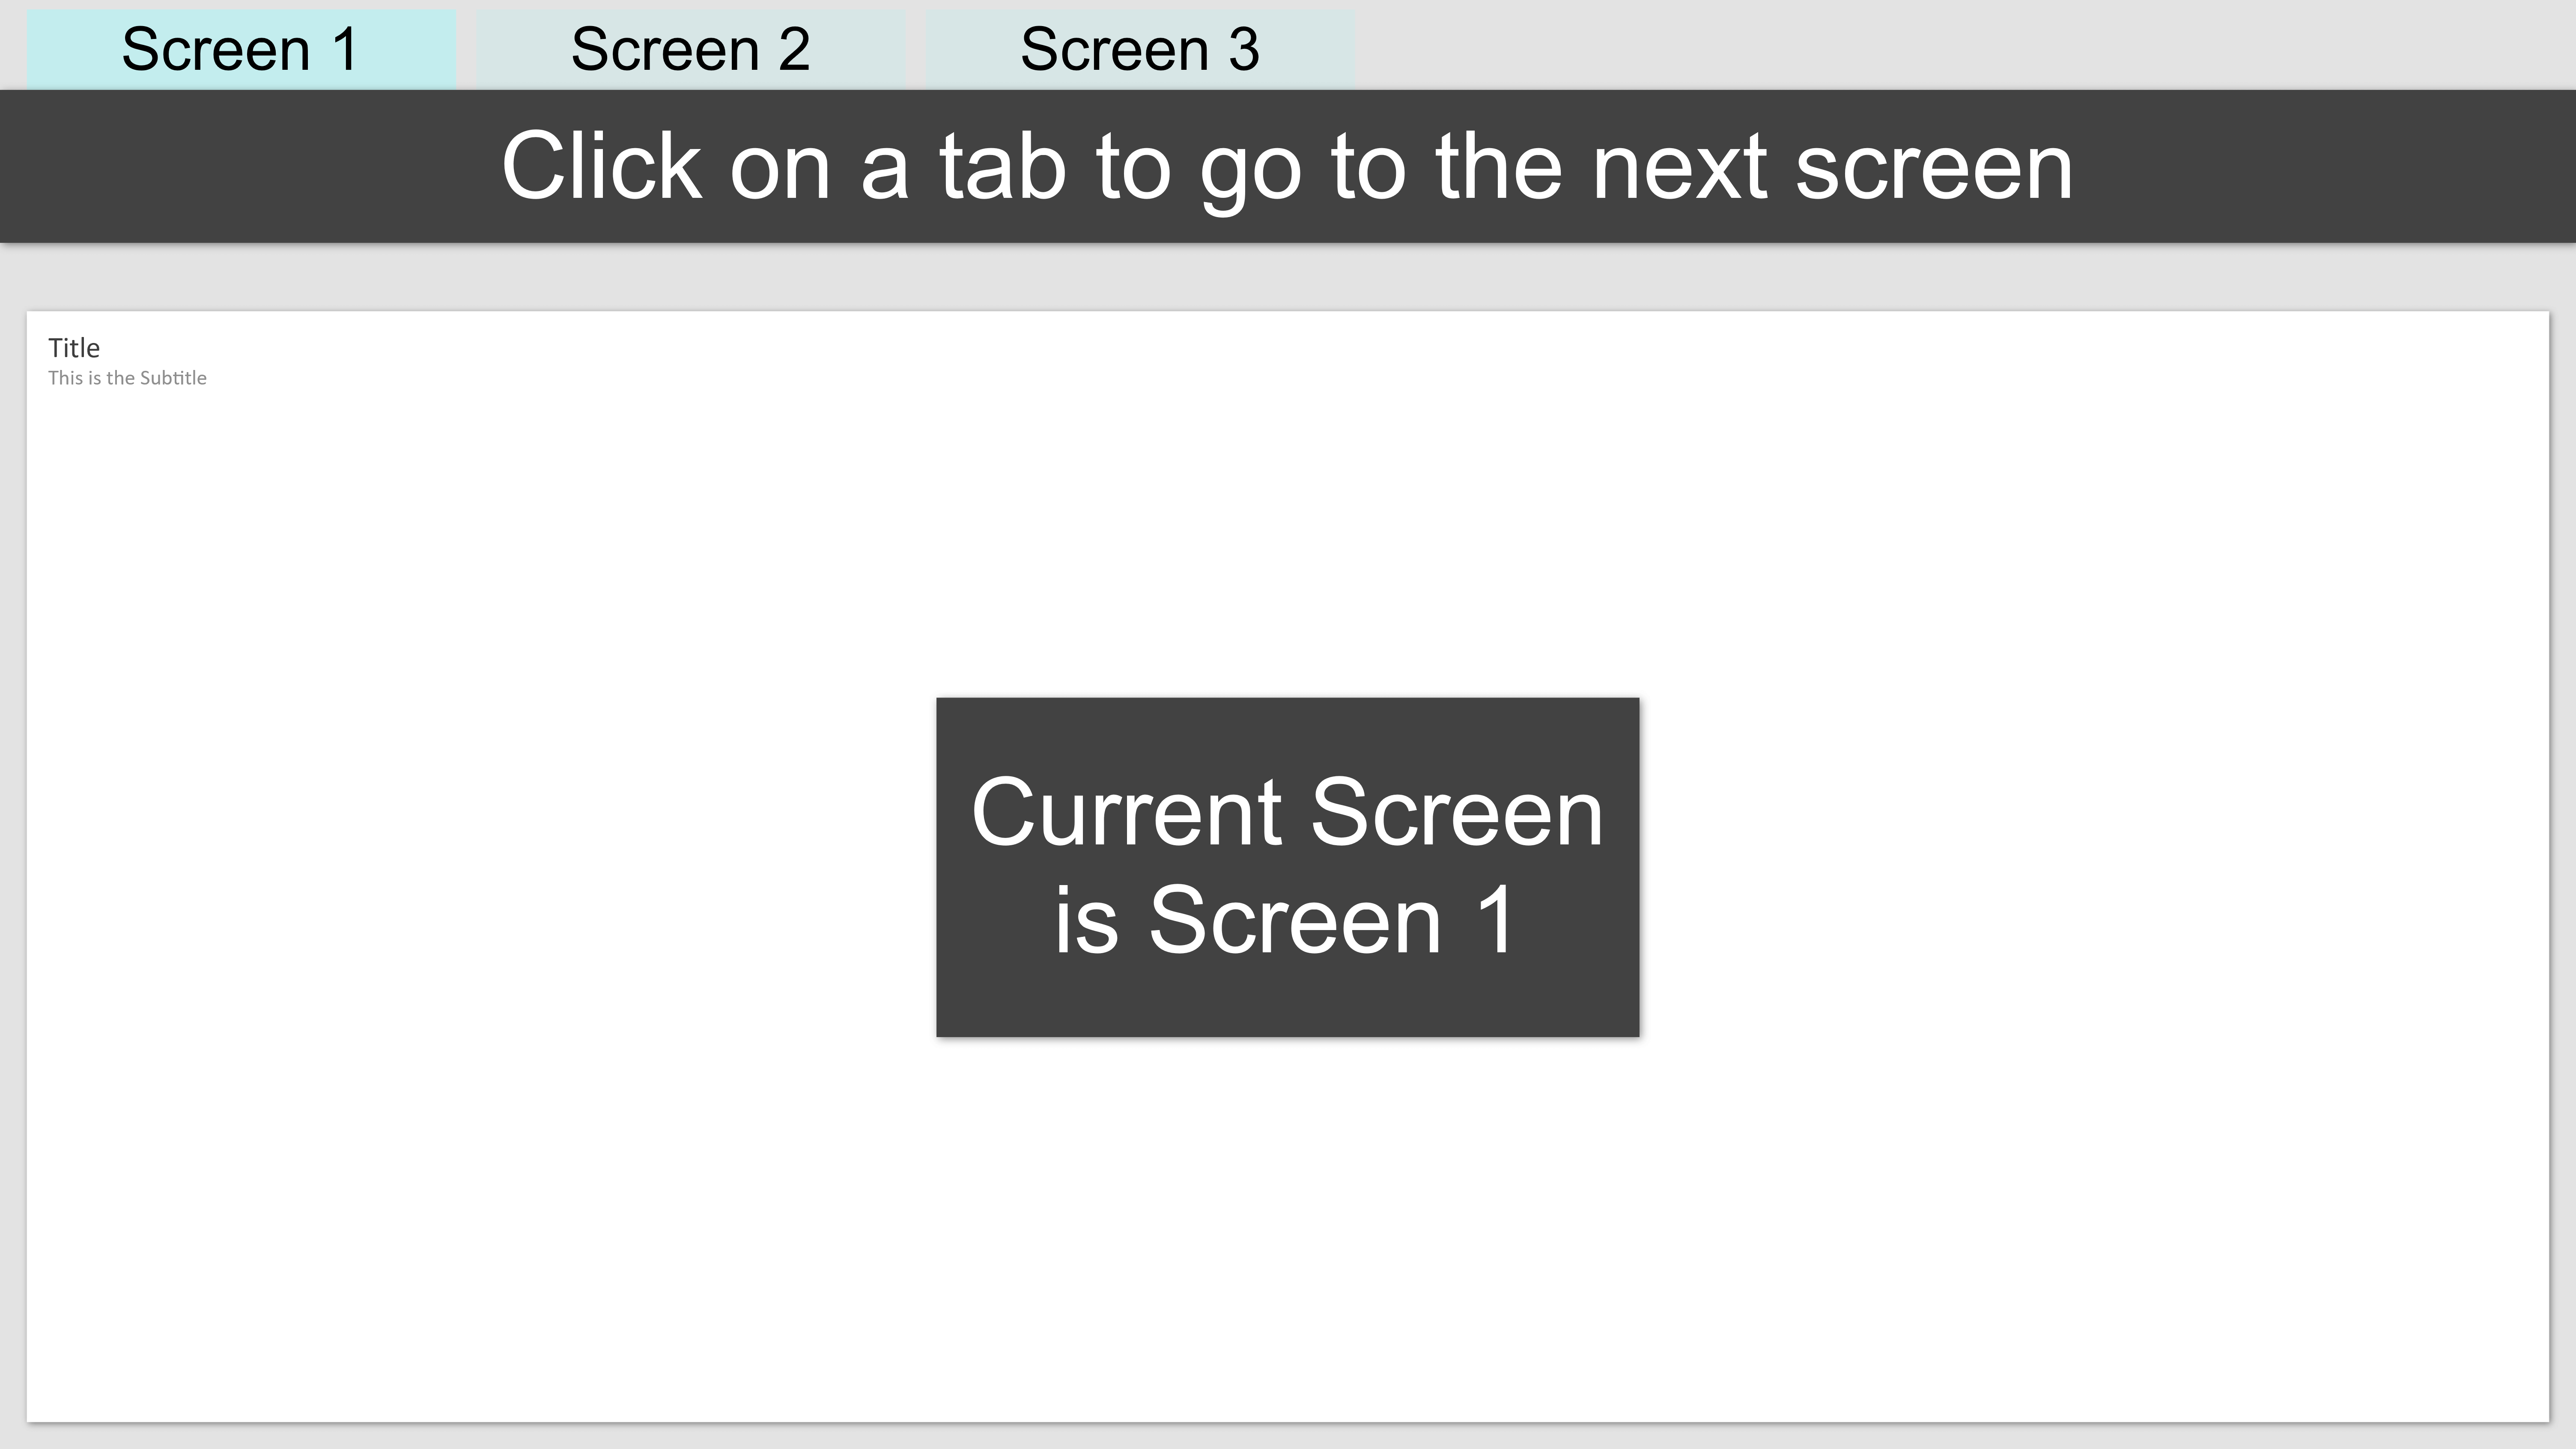 Screen 1
Screen 2
Screen 3
Click on a tab to go to the next screen
Title
This is the Subtitle
Current Screen
is Screen 1